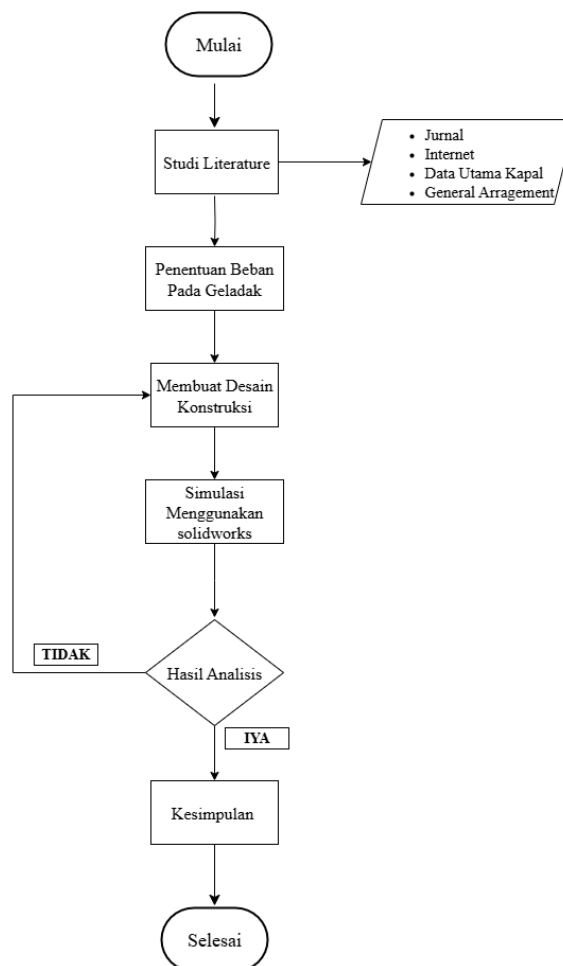 Mulai
Studi Literature
• Jurnal
• Internet
• Data Utama Kapal
• General Arragement
Penentuan Beban
Pada Geladak
Membuat Desain
Konstruksi
Simulasi
Menggunakan
solidworks
Hasil Analisis
TIDAK
IYA
Kesimpulan
Selesai